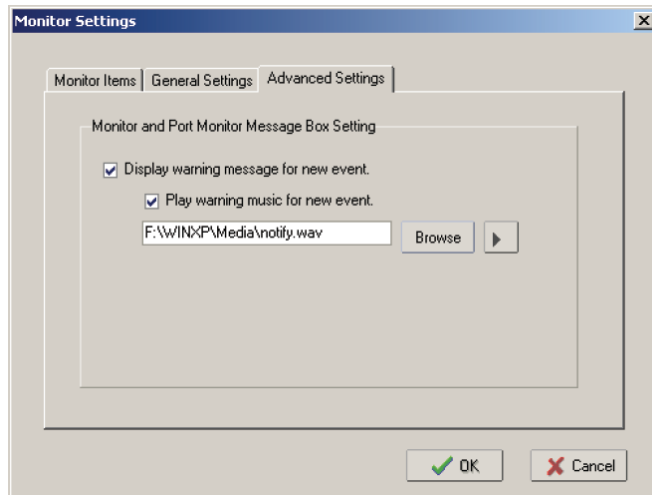 Monitor Settings
Monitor Items General Settings Advanced Settings
Monitor and Port Monitor Message Box Setting
Display warning message for new event.
Play warning music for new event.
F:\WINXP\Media\notify.wav Browse
OK Cancel